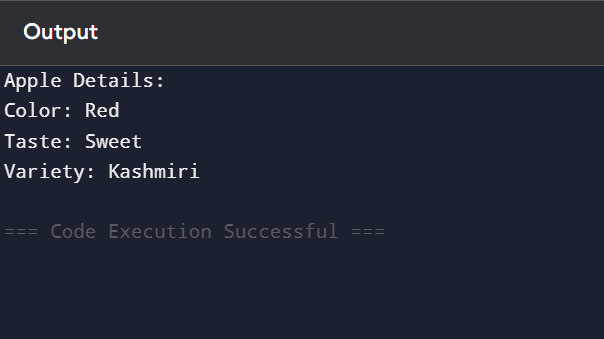 Output
Apple Details:
Color: Red
Taste: Sweet
Variety: Kashmiri
=== Code Execution Successful ===